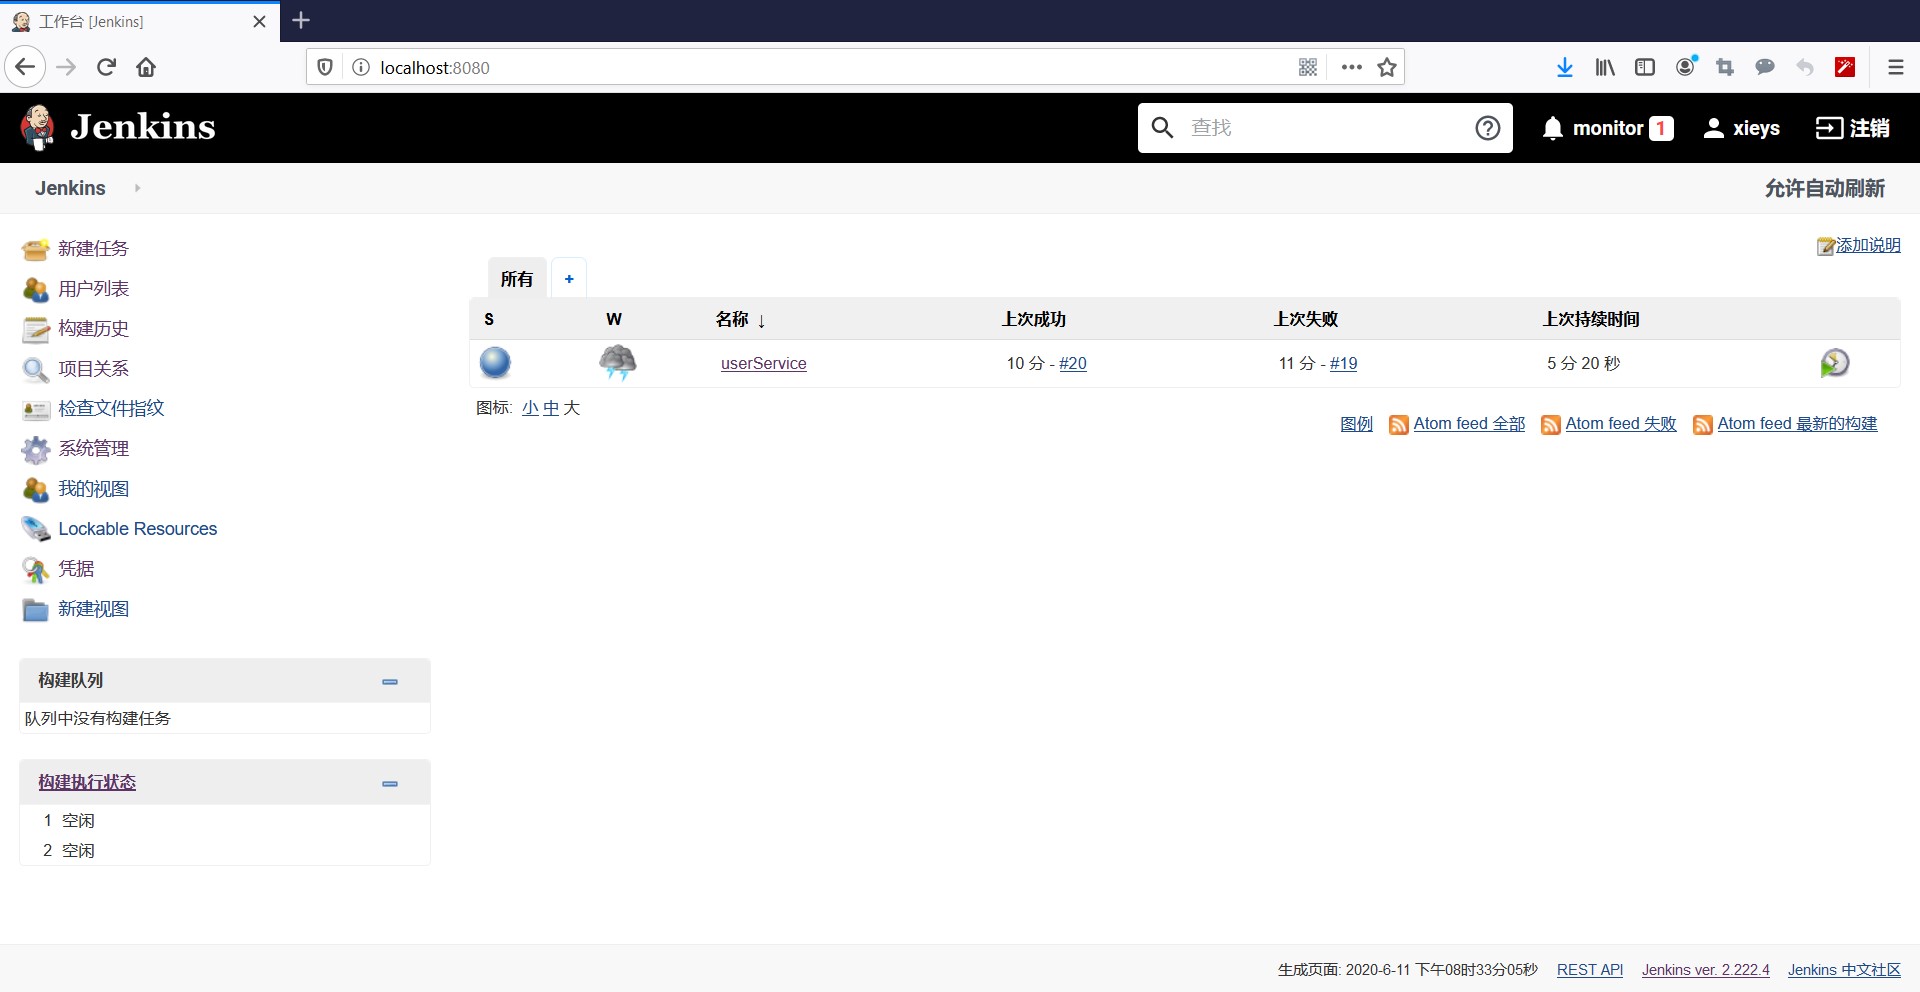 工作台 [Jenkins]
localhost:8080
Jenkins
查找
monitor 1
xieys
注销
Jenkins
允许自动刷新
新建任务
用户列表
构建历史
项目关系
检查文件指纹
系统管理
我的视图
Lockable Resources
凭据
新建视图
构建队列
队列中没有构建任务
构建执行状态
1 空闲
2 空闲
添加说明
所有 +
S W 名称 ↓ 上次成功 上次失败 上次持续时间
userService 10 分 - #20 11 分 - #19 5 分 20 秒
图标: 小 中 大
图例 Atom feed 全部 Atom feed 失败 Atom feed 最新的构建
生成页面: 2020-6-11 下午08时33分05秒 REST API Jenkins ver. 2.222.4 Jenkins 中文社区